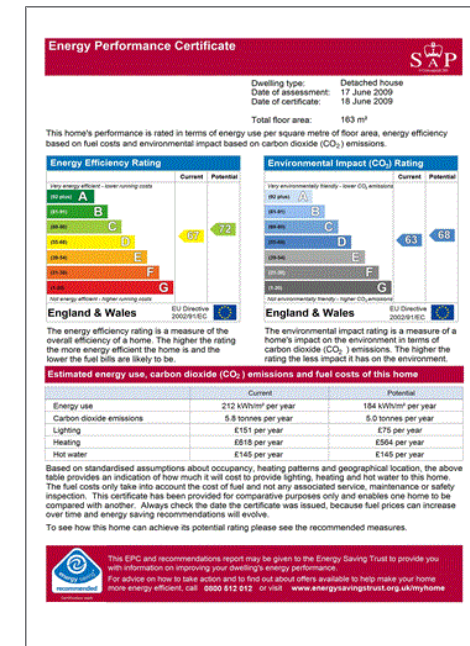 Energy Performance Certificate
SAP
Dwelling type: Detached house
Date of assessment: 17 June 2009
Date of certificate: 18 June 2009
Total floor area: 163 m²
This home's performance is rated in terms of energy use per square metre of floor area, energy efficiency
based on fuel costs and environmental impact based on carbon dioxide (CO₂) emissions.
Energy Efficiency Rating
Current Potential
Very energy efficient - lower running costs
(92 plus) A
(81-91) B
(69-80) C
(55-68) D
(39-54) E
(21-38) F
(1-20) G
67
72
Not energy efficient - higher running costs
England & Wales
EU Directive
2002/91/EC
Environmental Impact (CO₂) Rating
Current Potential
Very environmentally friendly - lower CO₂ emissions
(92 plus) A
(81-91) B
(69-80) C
(55-68) D
(39-54) E
(21-38) F
(1-20) G
63
68
Not environmentally friendly - higher CO₂ emissions
England & Wales
EU Directive
2002/91/EC
The energy efficiency rating is a measure of the
overall efficiency of a home. The higher the rating
the more energy efficient the home is and the
lower the fuel bills are likely to be.
The environmental impact rating is a measure of a
home's impact on the environment in terms of
carbon dioxide (CO₂ ) emissions. The higher the
rating the less impact it has on the environment.
Estimated energy use, carbon dioxide (CO₂ ) emissions and fuel costs of this home
Current Potential
Energy use 212 kWh/m² per year 184 kWh/m² per year
Carbon dioxide emissions 5.8 tonnes per year 5.0 tonnes per year
Lighting £151 per year £75 per year
Heating £618 per year £564 per year
Hot water £145 per year £145 per year
Based on standardised assumptions about occupancy, heating patterns and geographical location, the above
table provides an indication of how much it will cost to provide lighting, heating and hot water to this home.
The fuel costs only take into account the cost of fuel and not any associated service, maintenance or safety
inspection. This certificate has been provided for comparative purposes only and enables one home to be
compared with another. Always check the date the certificate was issued, because fuel prices can increase
over time and energy saving recommendations will evolve.
To see how this home can achieve its potential rating please see the recommended measures.
energy saving
recommended
Certification mark
This EPC and recommendations report may be given to the Energy Saving Trust to provide you
with information on improving your dwelling's energy performance.
For advice on how to take action and to find out about offers available to help make your home
more energy efficient, call 0800 512 012 or visit www.energysavingstrust.org.uk/myhome